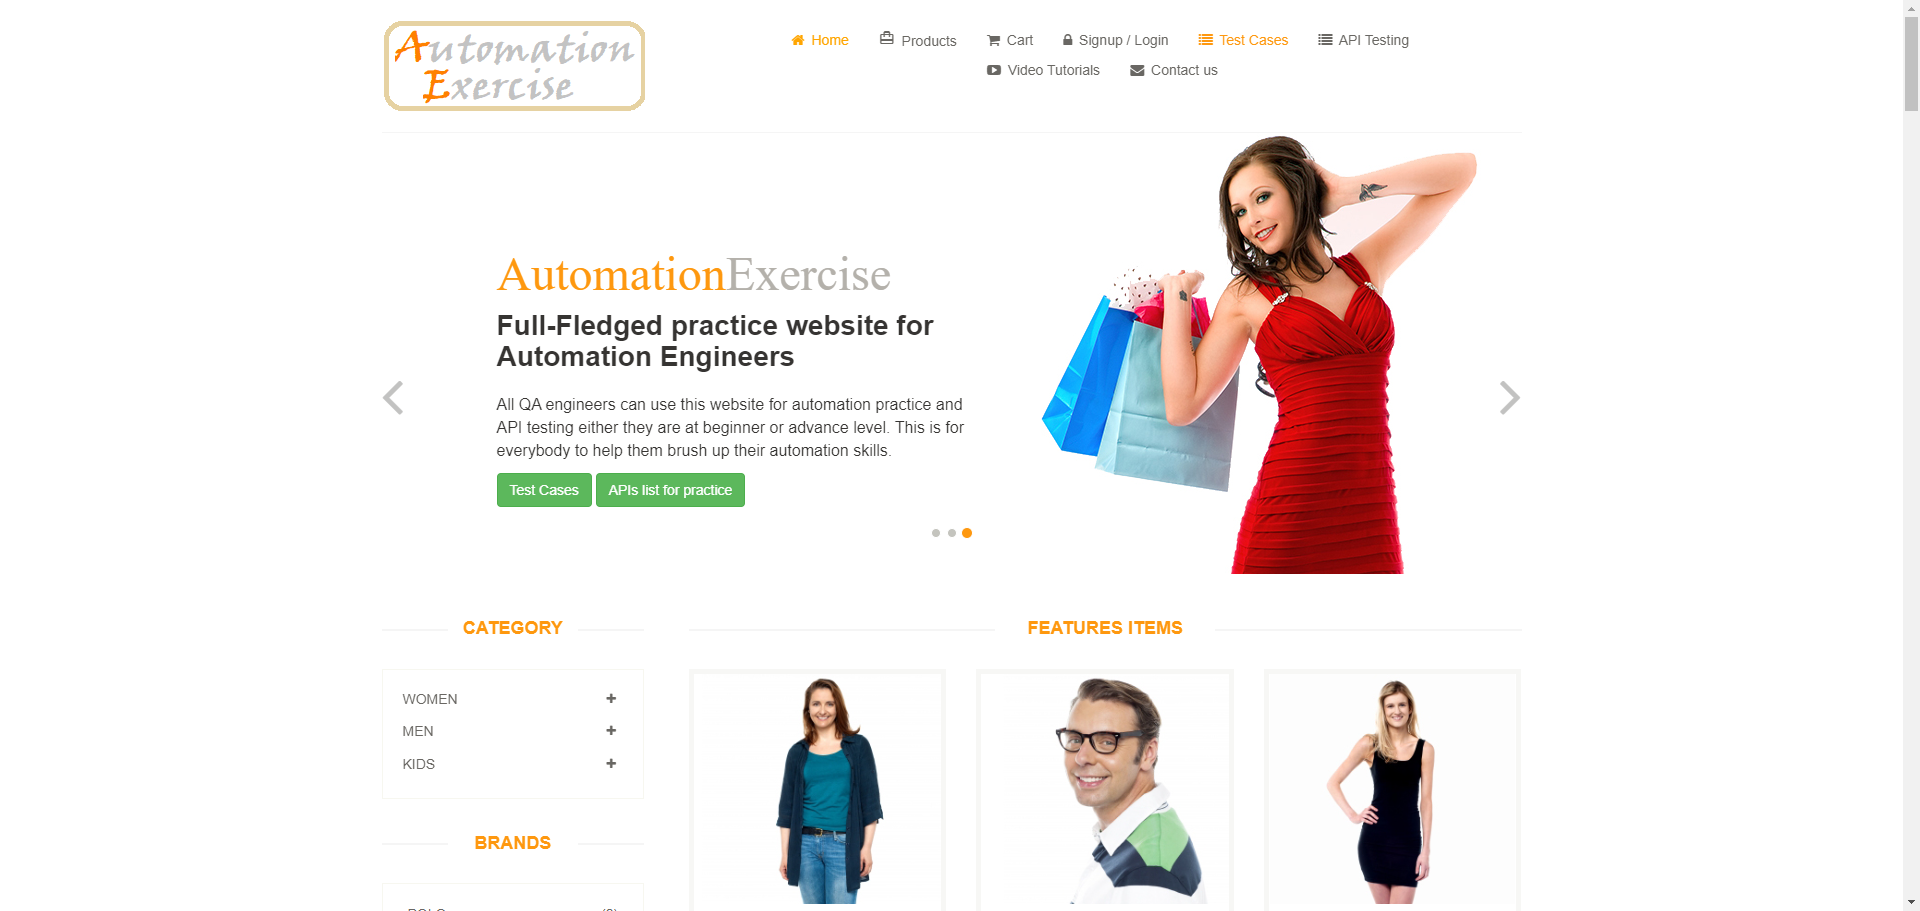 Automation
Exercise
Home Products Cart Signup / Login Test Cases API Testing
Video Tutorials Contact us
AutomationExercise
Full-Fledged practice website for
Automation Engineers
All QA engineers can use this website for automation practice and
API testing either they are at beginner or advance level. This is for
everybody to help them brush up their automation skills.
Test Cases APIs list for practice
CATEGORY
WOMEN
MEN
KIDS
BRANDS
FEATURES ITEMS